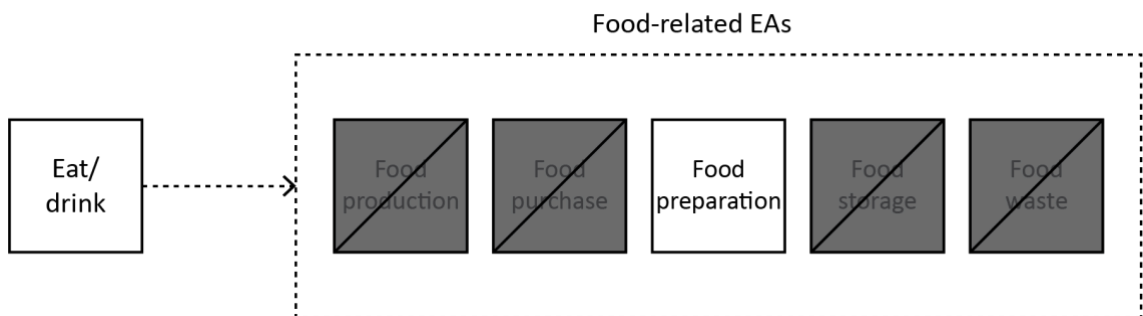 Food-related EAs
Eat/
drink
Food
production
Food
purchase
Food
preparation
Food
storage
Food
waste